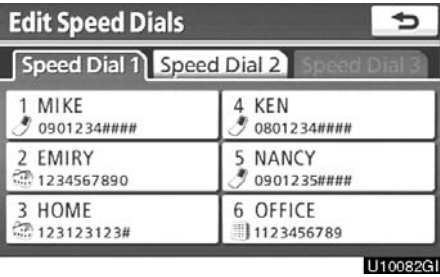 Edit Speed Dials
Speed Dial 1 Speed Dial 2 Speed Dial 3
1 MIKE
0901234####
2 EMIRY
1234567890
3 HOME
123123123#
4 KEN
0801234####
5 NANCY
0901235####
6 OFFICE
1123456789
U10082GI